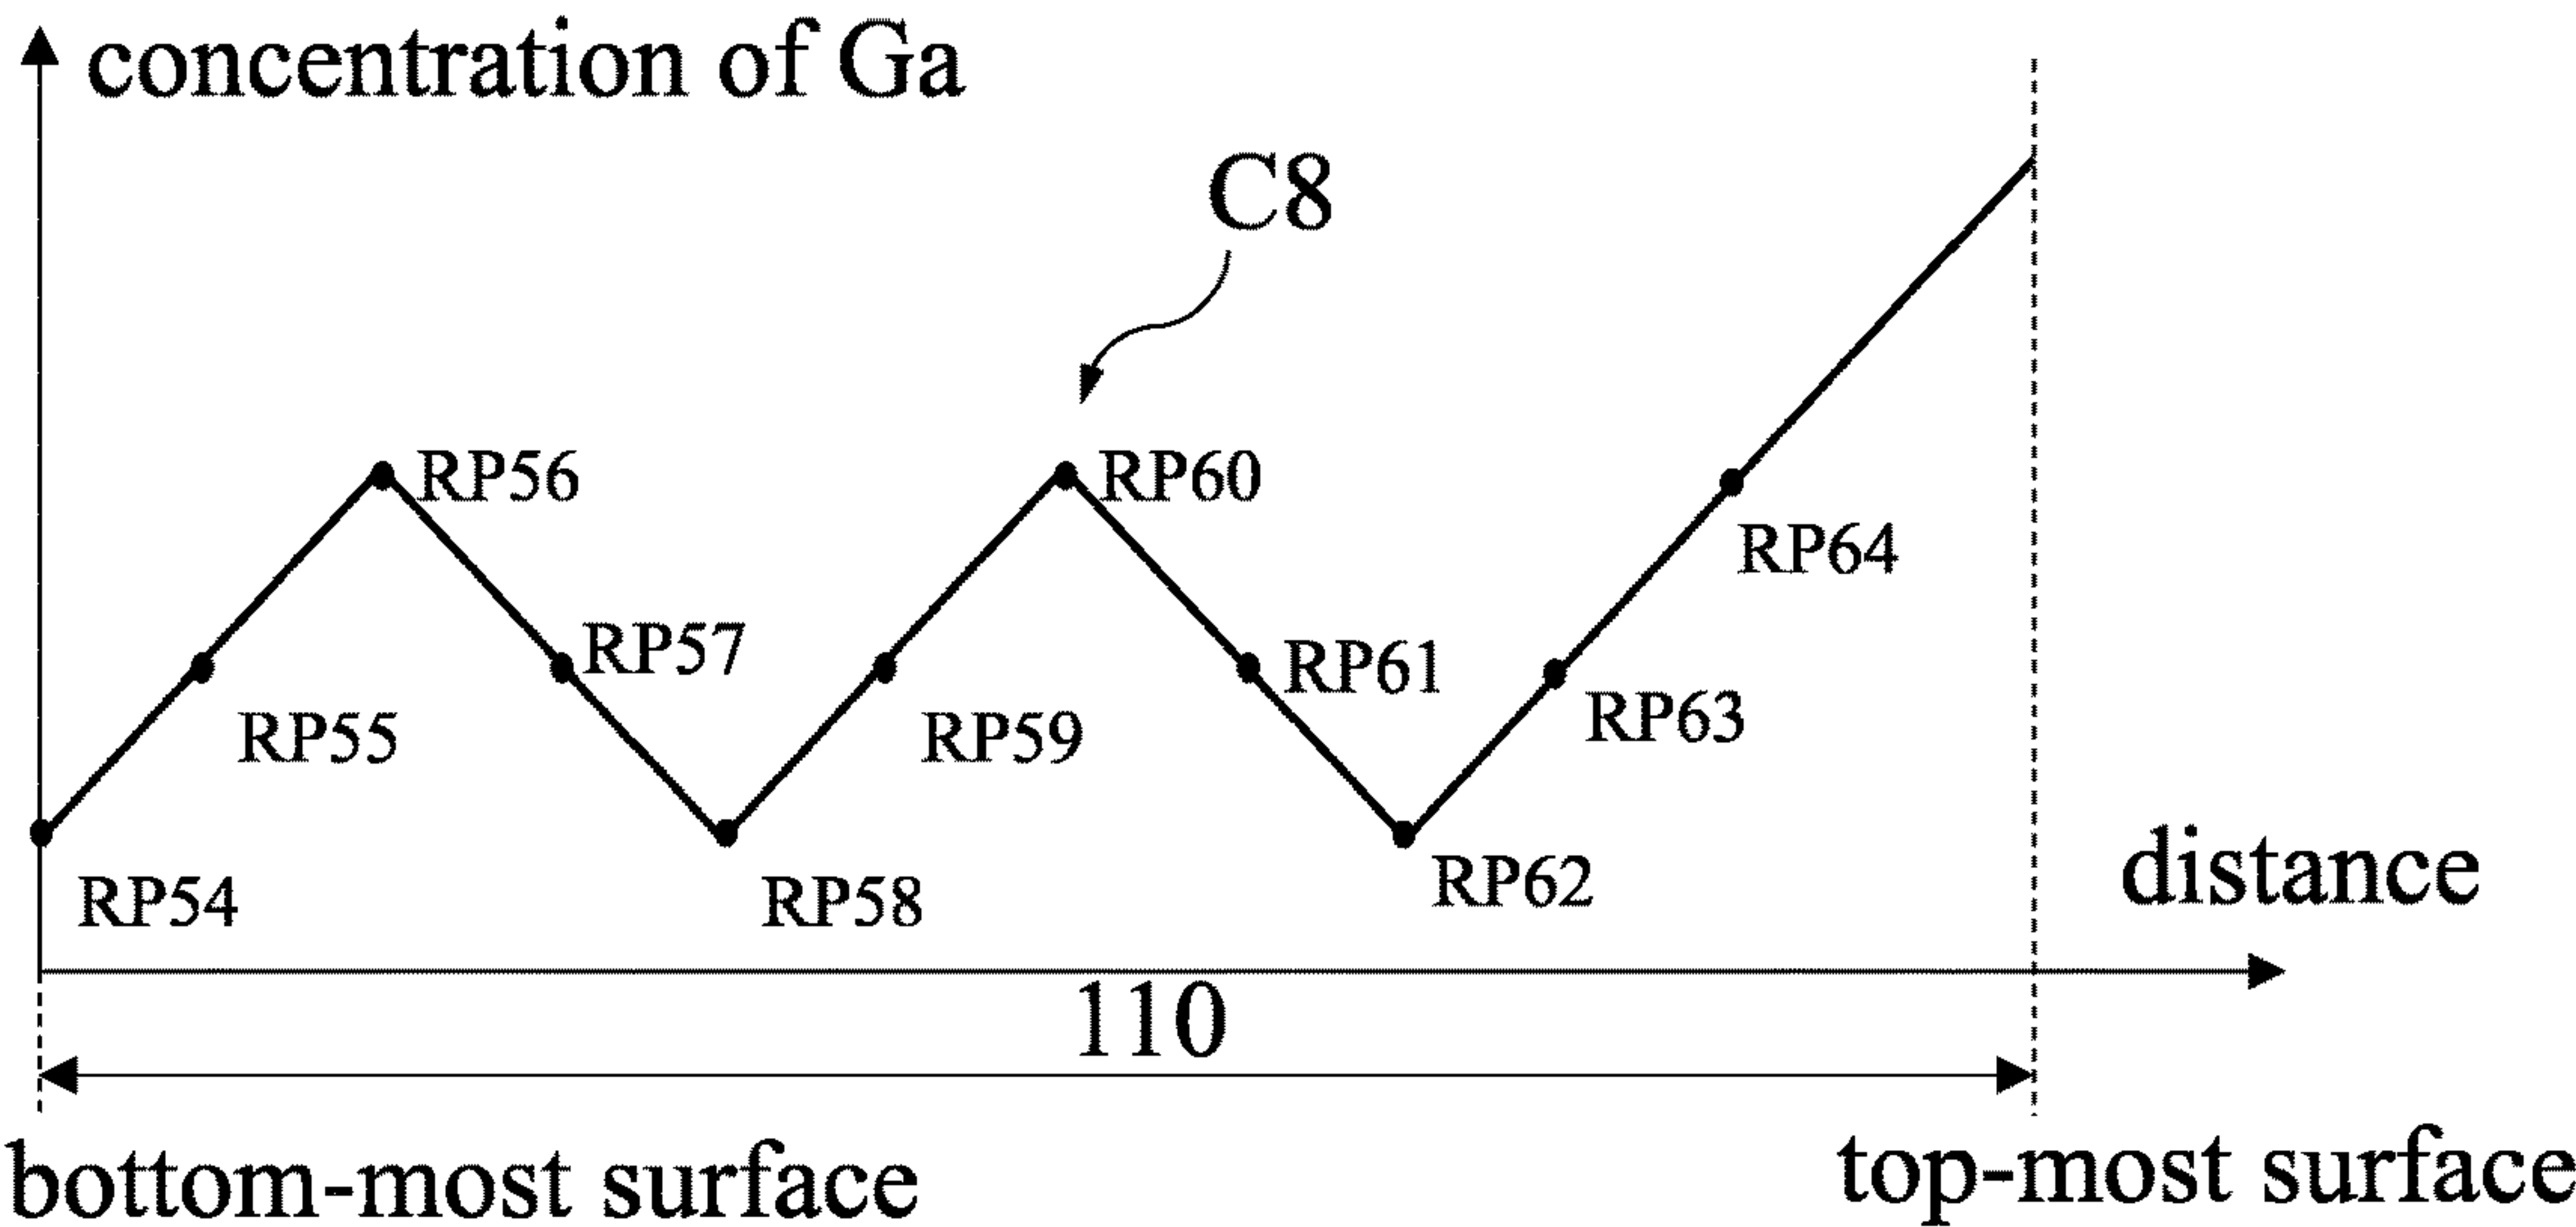 concentration of Ga
C8
RP56
RP60
RP64
RP57
RP61
RP55
RP59
RP63
RP54
RP58
RP62
distance
110
bottom-most surface
top-most surface